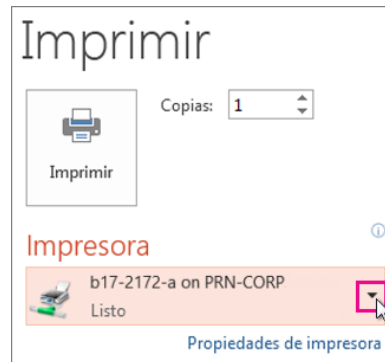 Imprimir
Copias: 1
Imprimir
Impresora
b17-2172-a on PRN-CORP
Listo
Propiedades de impresora